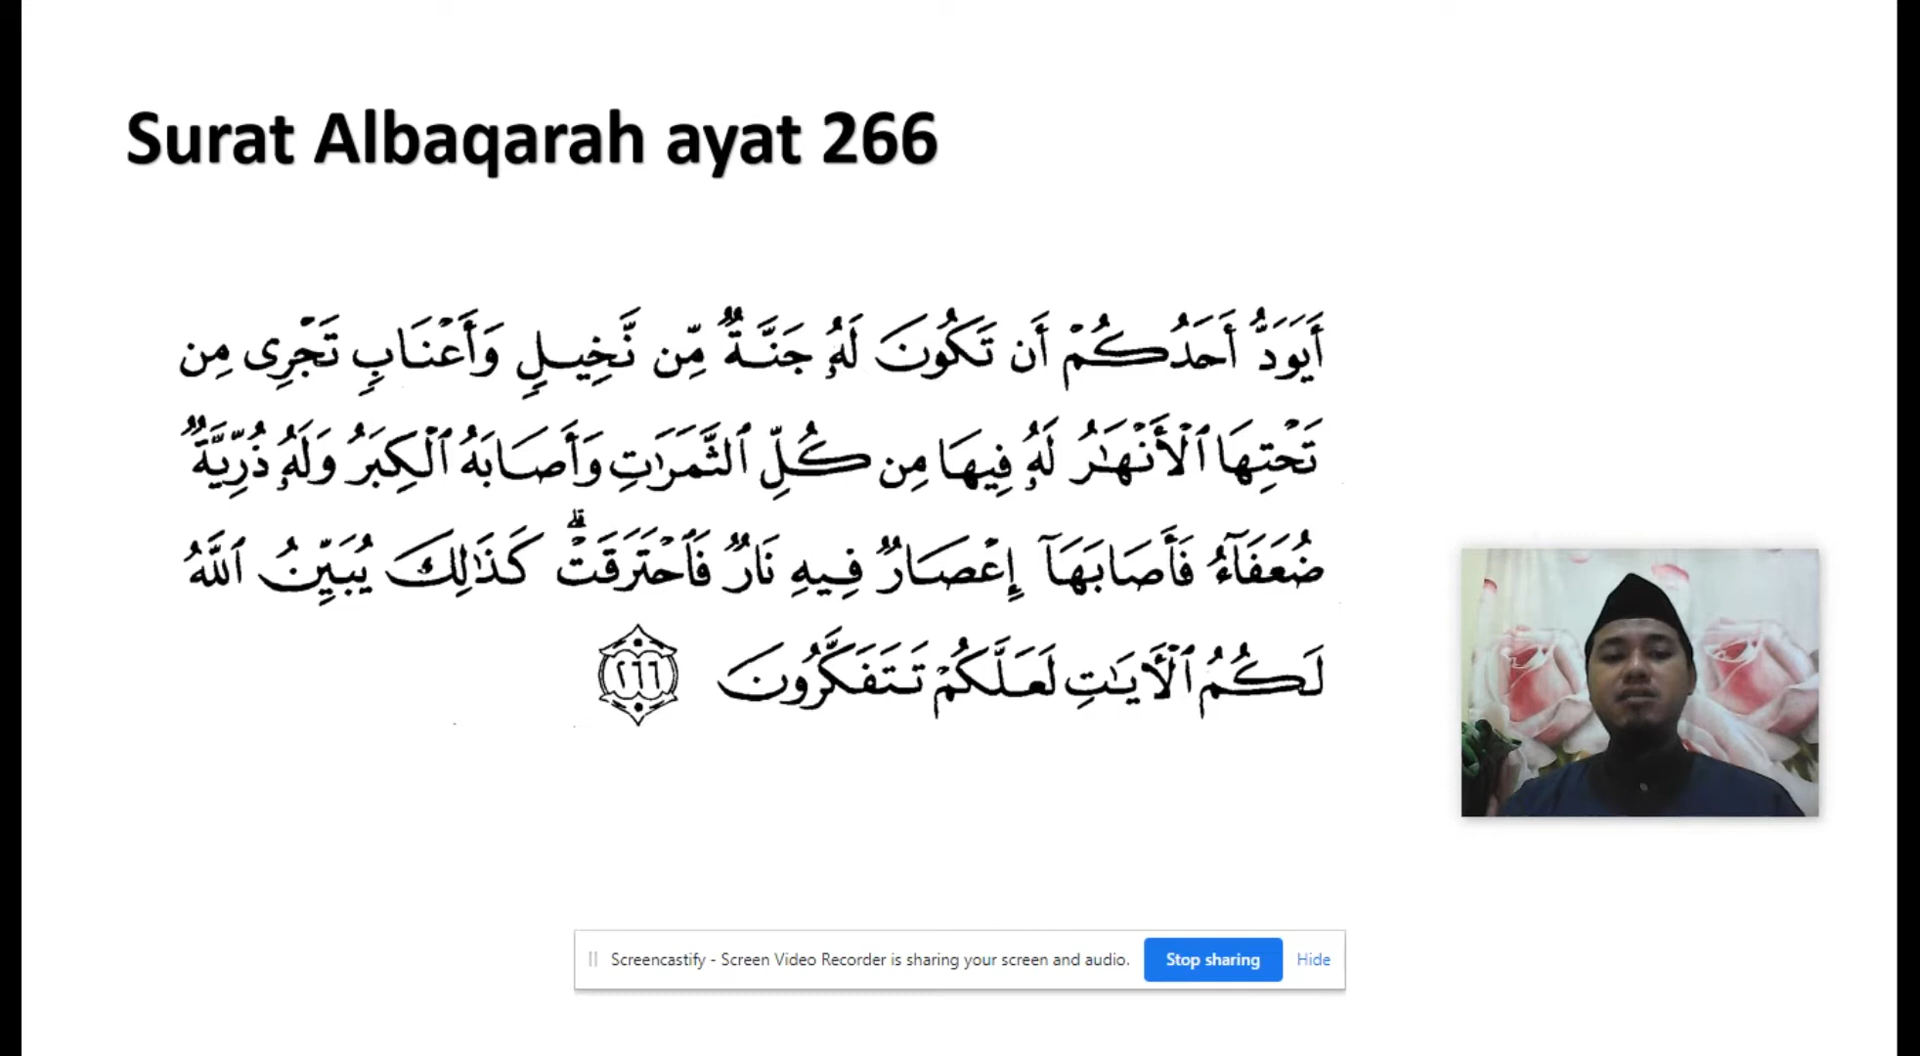 Surat Albaqarah ayat 266
أَيَوَدُّ أَحَدُكُمْ أَن تَكُونَ لَهُۥ جَنَّةٌ مِّن نَّخِيلٍ وَأَعْنَابٍ تَجْرِى مِن
تَحْتِهَا ٱلْأَنْهَٰرُ لَهُۥ فِيهَا مِن كُلِّ ٱلثَّمَرَٰتِ وَأَصَابَهُ ٱلْكِبَرُ وَلَهُۥ ذُرِّيَّةٌ
ضُعَفَآءُ فَأَصَابَهَآ إِعْصَارٌ فِيهِ نَارٌ فَٱحْتَرَقَتْ ۗ كَذَٰلِكَ يُبَيِّنُ ٱللَّهُ
لَكُمُ ٱلْءَايَٰتِ لَعَلَّكُمْ تَتَفَكَّرُونَ ٢٦٦
Screencastify - Screen Video Recorder is sharing your screen and audio. Stop sharing Hide